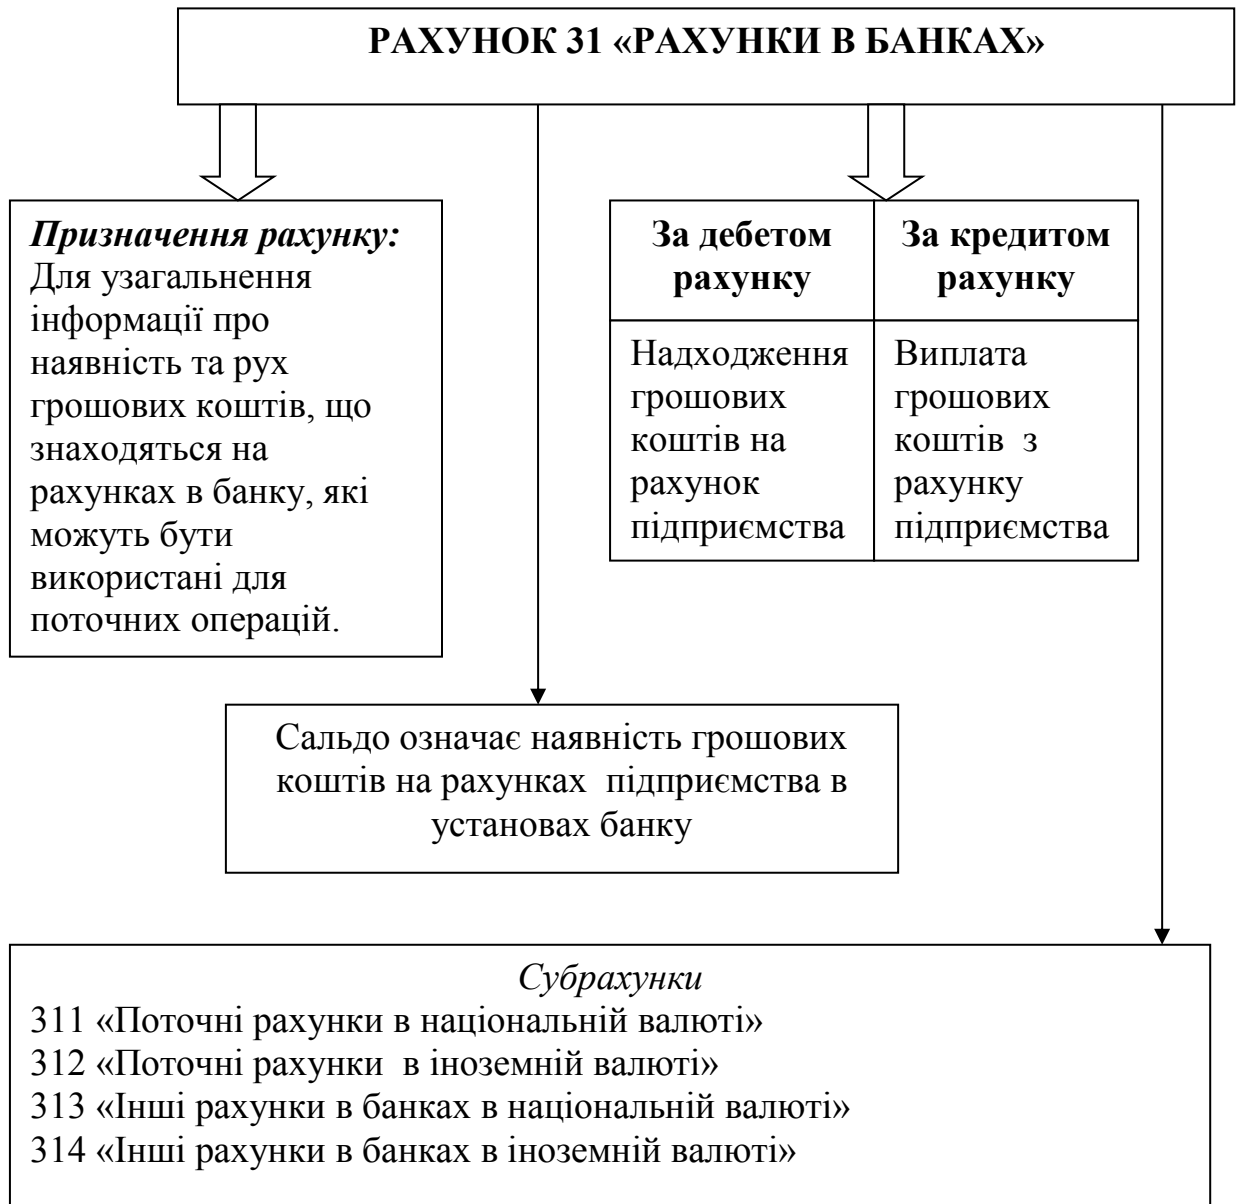 РАХУНОК 31 «РАХУНКИ В БАНКАХ»
Призначення рахунку:
Для узагальнення
інформації про
наявність та рух
грошових коштів, що
знаходяться на
рахунках в банку, які
можуть бути
використані для
поточних операцій.
За дебетом
рахунку
За кредитом
рахунку
Надходження
грошових
коштів на
рахунок
підприємства
Виплата
грошових
коштів з
рахунку
підприємства
Сальдо означає наявність грошових
коштів на рахунках підприємства в
установах банку
Субрахунки
311 «Поточні рахунки в національній валюті»
312 «Поточні рахунки в іноземній валюті»
313 «Інші рахунки в банках в національній валюті»
314 «Інші рахунки в банках в іноземній валюті»